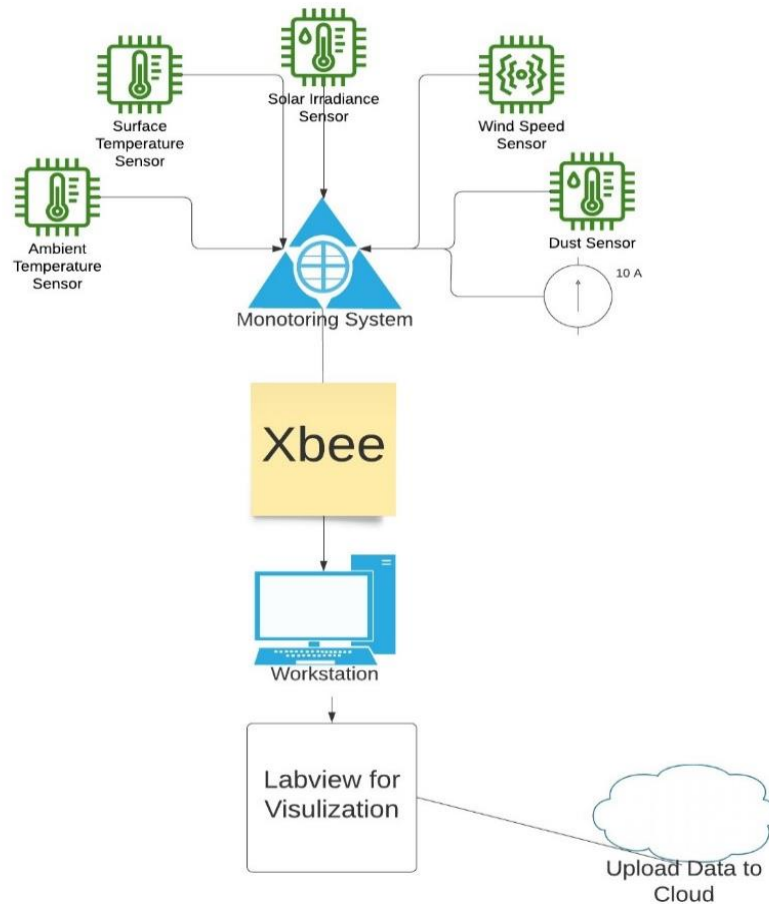 Solar Irradiance
Sensor
Surface
Temperature
Sensor
Wind Speed
Sensor
Ambient
Temperature
Sensor
Dust Sensor
10 A
Monotoring System
Xbee
Workstation
Labview for
Visulization
Upload Data to
Cloud